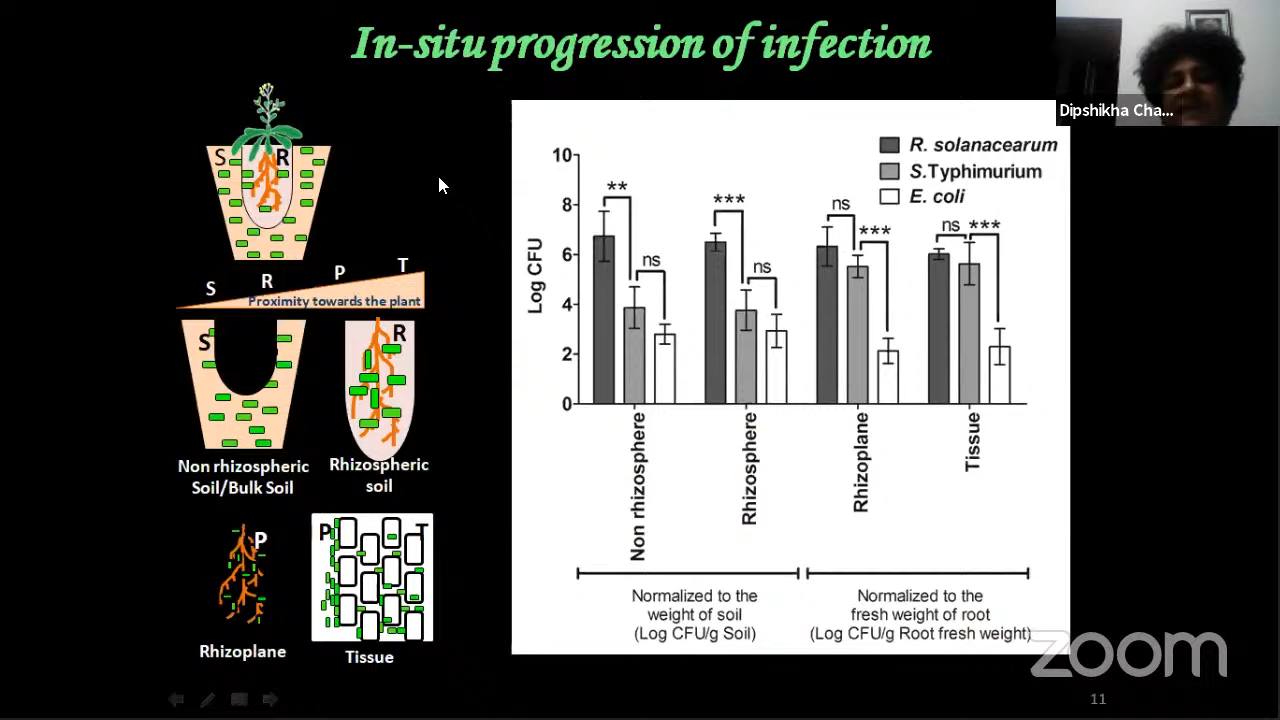 In-situ progression of infection
Dipshikha Cha...
S R
S R P T
Proximity towards the plant
S
R
Non rhizospheric
Soil/Bulk Soil
Rhizospheric
soil
P
P T
Rhizoplane
Tissue
R. solanacearum
S.Typhimurium
E. coli
Log CFU
10
8
6
4
2
0
** ns
*** ns
ns ***
ns ***
Non rhizosphere
Rhizosphere
Rhizoplane
Tissue
Normalized to the
weight of soil
(Log CFU/g Soil)
Normalized to the
fresh weight of root
(Log CFU/g Root fresh weight)
zoom
11